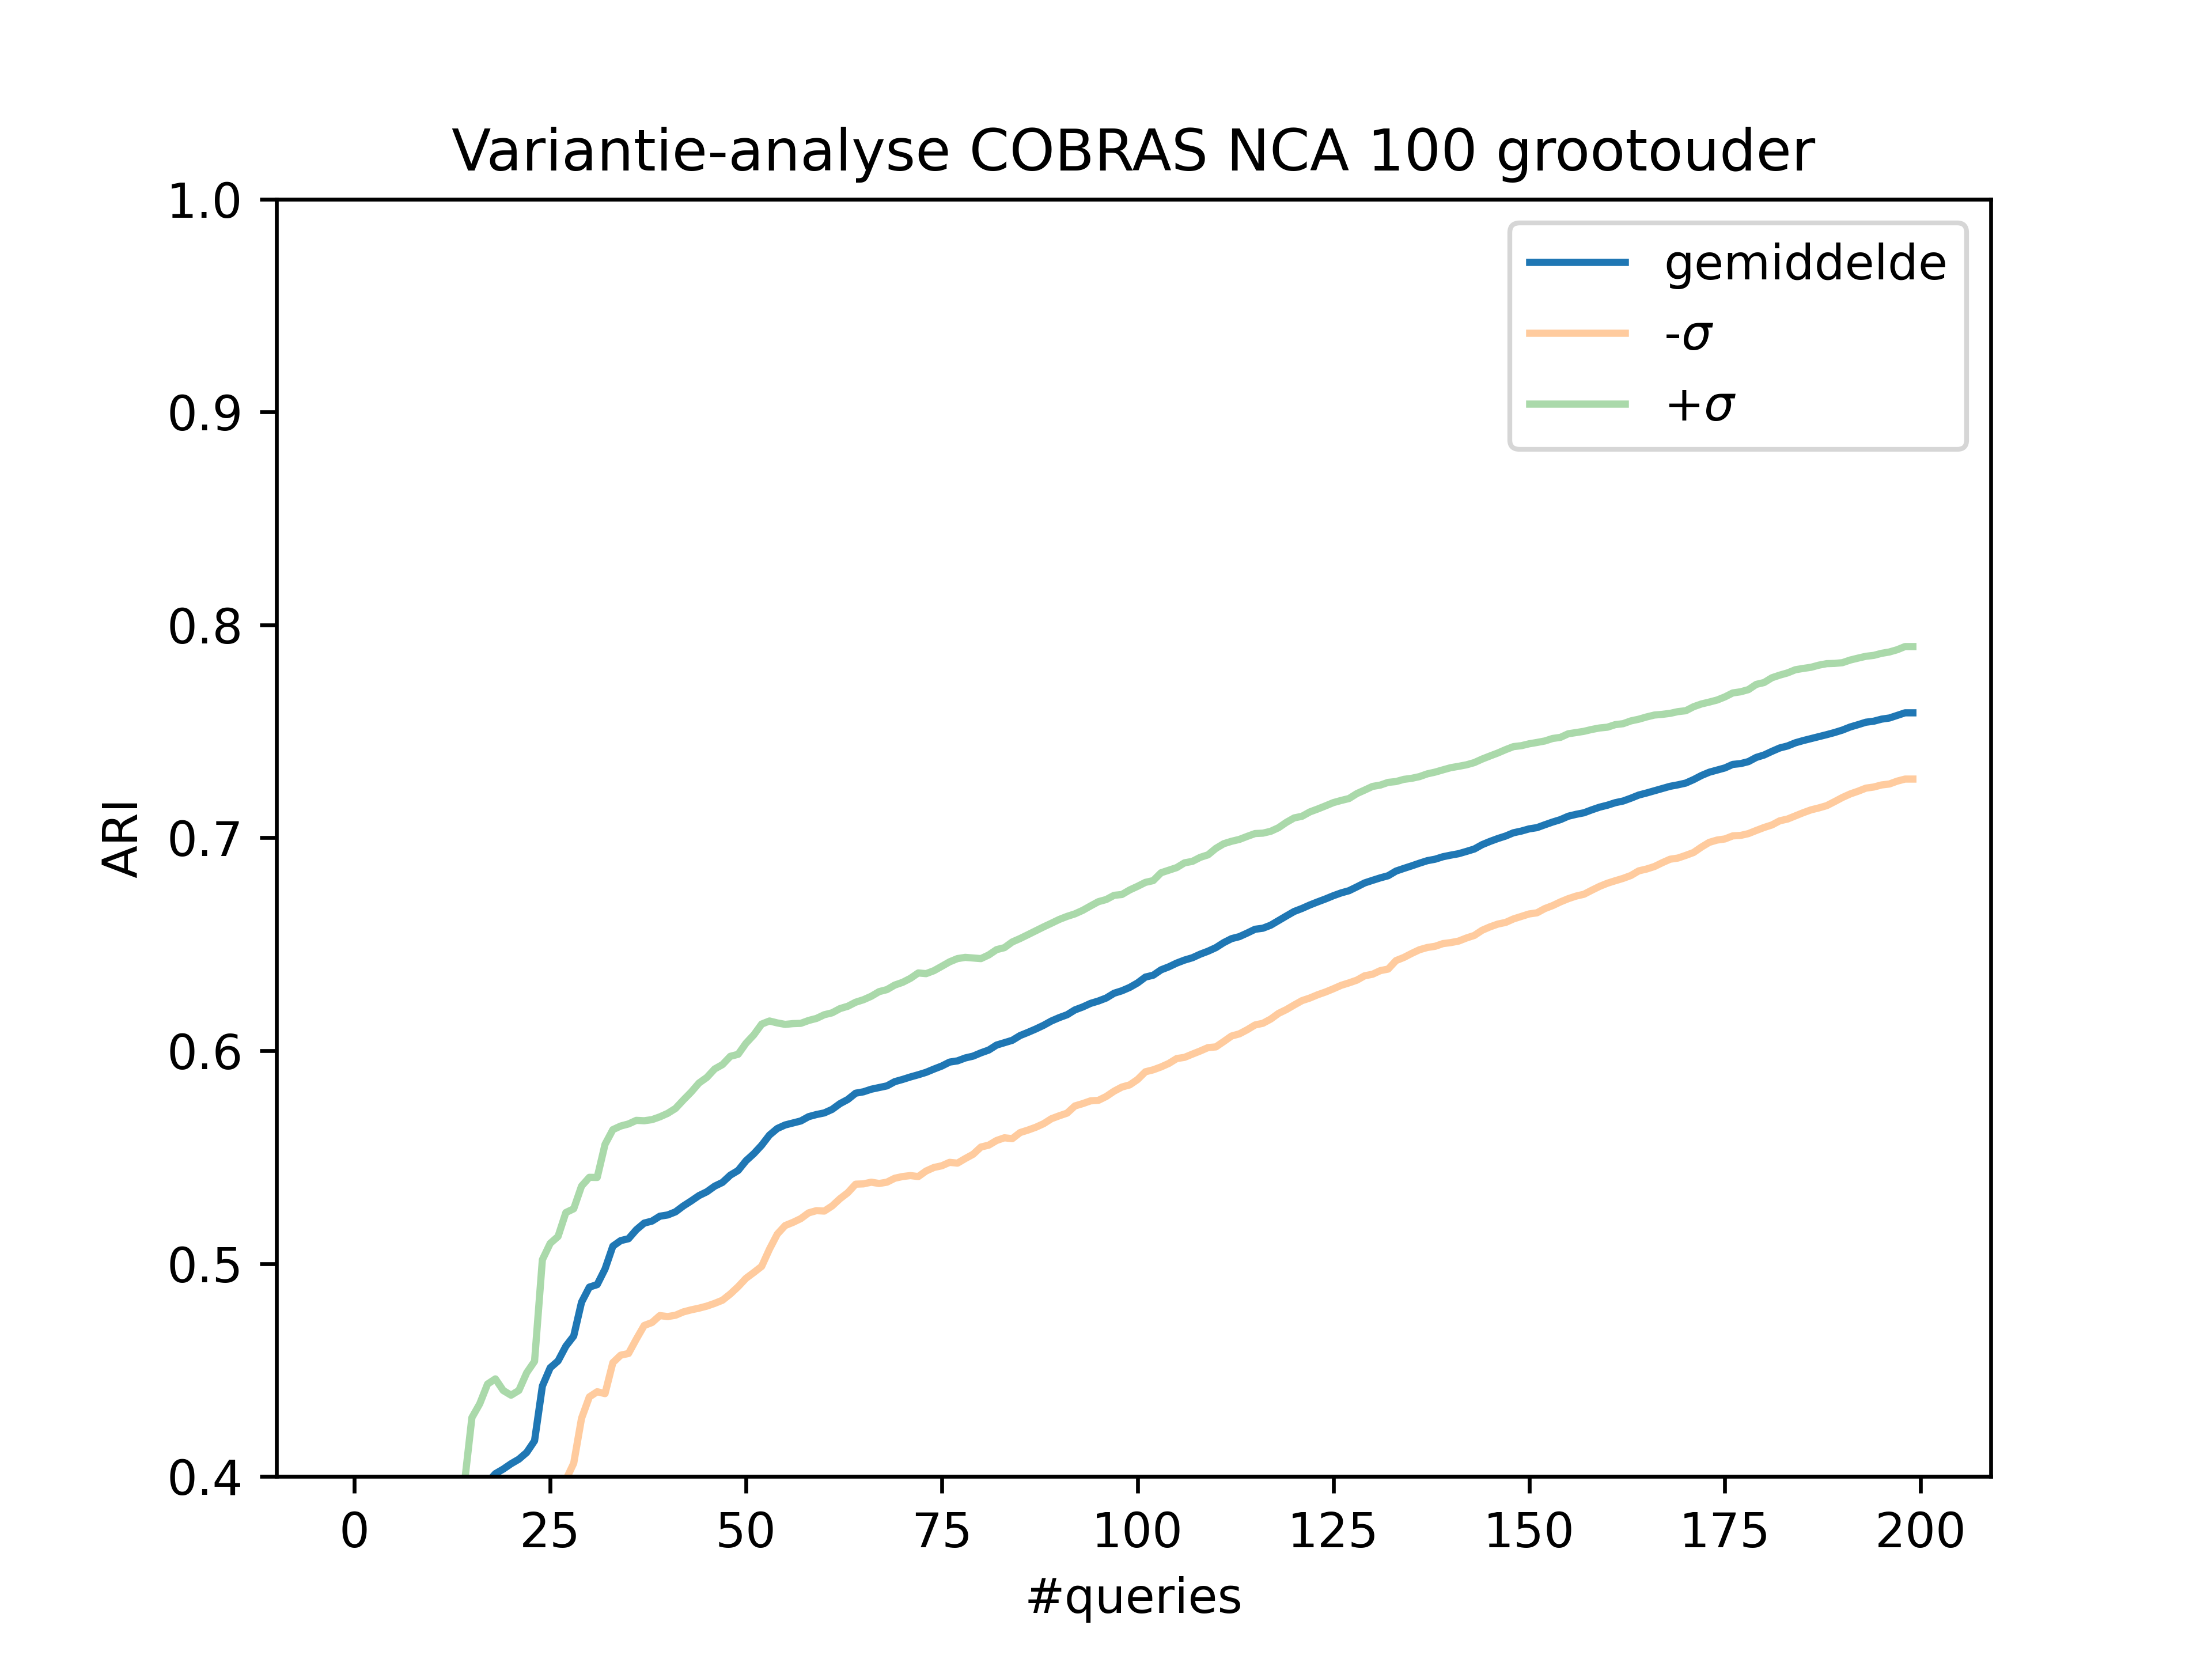 Variantie-analyse COBRAS NCA 100 grootouder
1.0
0.9
0.8
0.7
0.6
0.5
0.4
ARI
gemiddelde
-σ
+σ
0 25 50 75 100 125 150 175 200
#queries